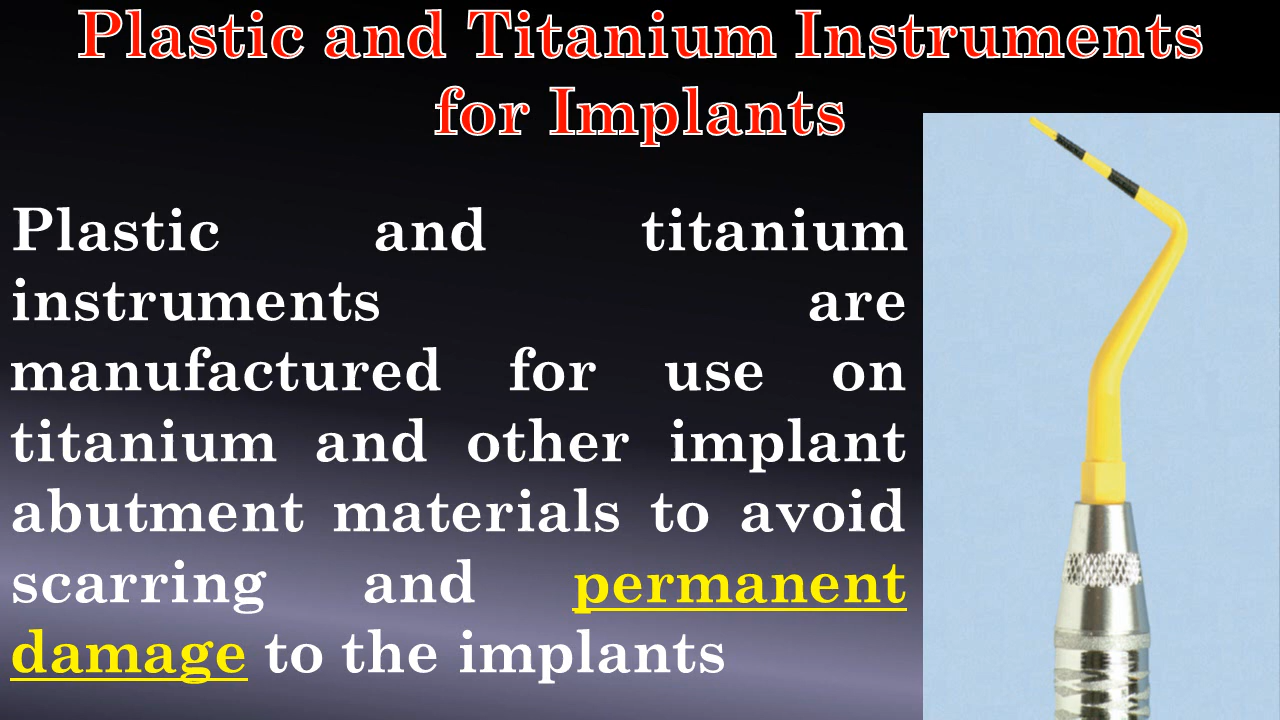 Plastic and Titanium Instruments
for Implants
Plastic and titanium
instruments are
manufactured for use on
titanium and other implant
abutment materials to avoid
scarring and permanent
damage to the implants